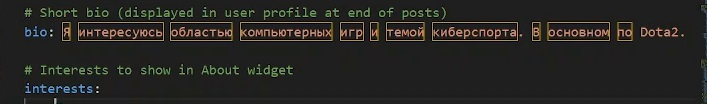 # Short bio (displayed in user profile at end of posts)
bio: Я интересуюсь областью компьютерных игр и темой киберспорта. В основном по Dota2.
# Interests to show in About widget
interests: